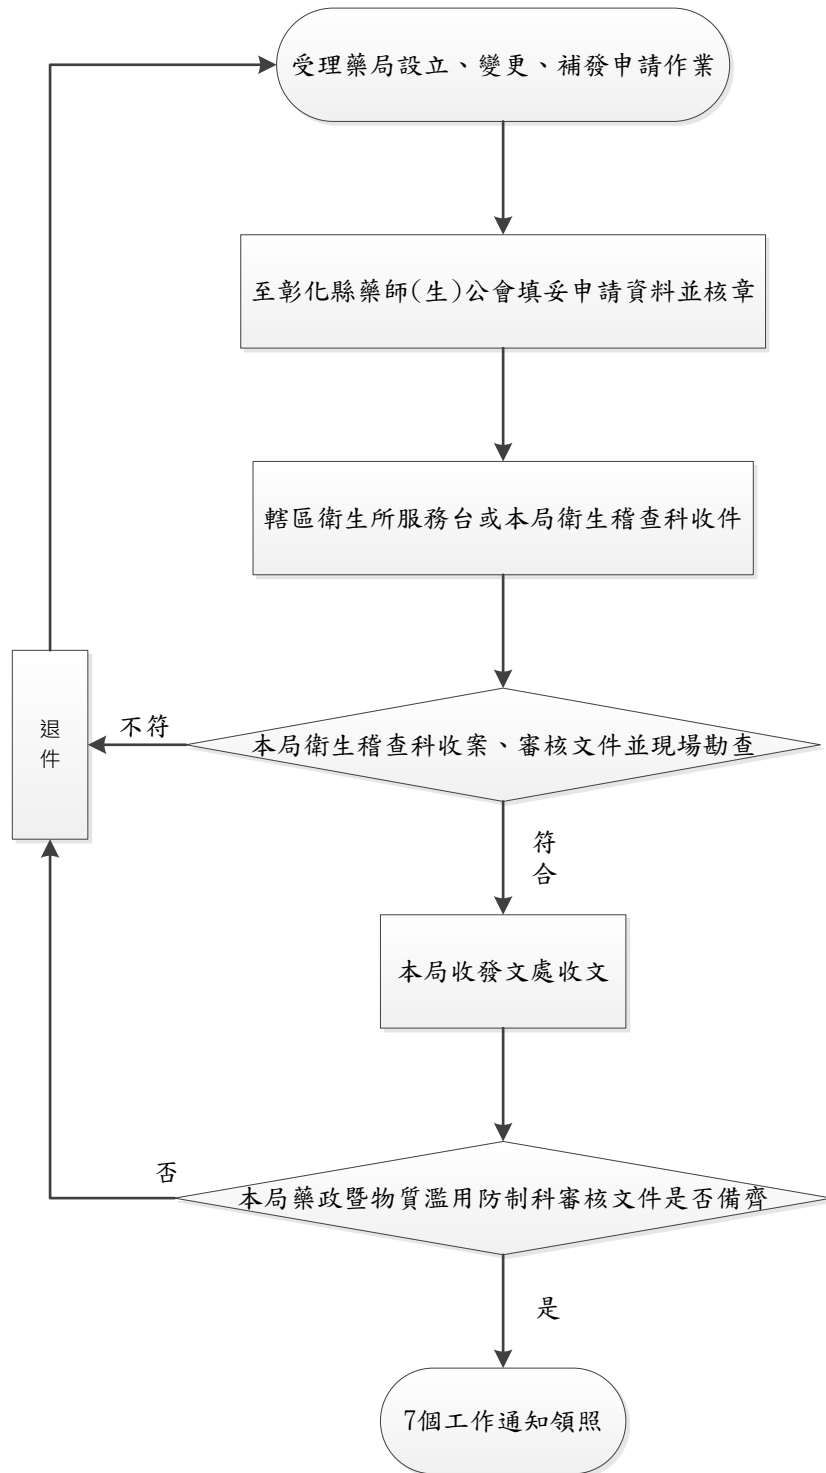 受理藥局設立、變更、補發申請作業
至彰化縣藥師(生)公會填妥申請資料並核章
轄區衛生所服務台或本局衛生稽查科收件
退
件
不符
本局衛生稽查科收案、審核文件並現場勘查
符
合
本局收發文處收文
否
本局藥政暨物質濫用防制科審核文件是否備齊
是
7個工作通知領照